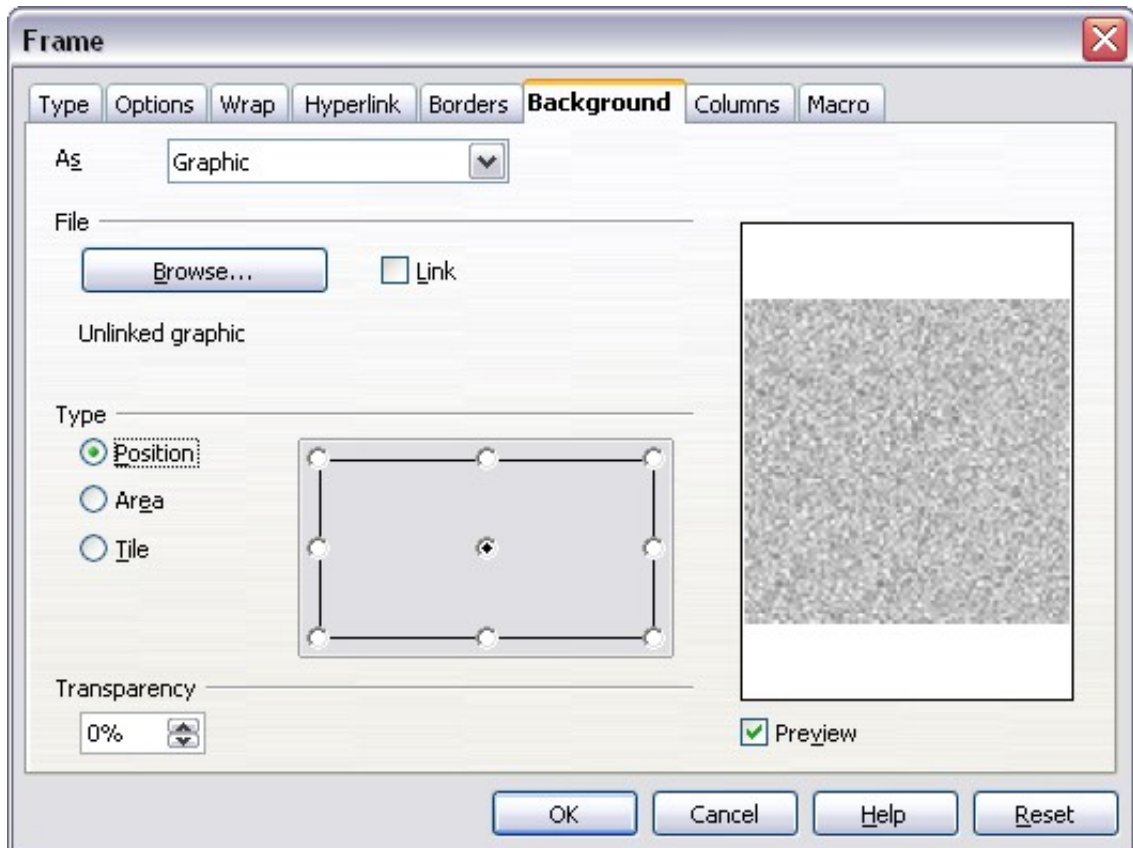 Frame
Type Options Wrap Hyperlink Borders Background Columns Macro
As Graphic
File
Browse... Link
Unlinked graphic
Type
Position
Area
Tile
Transparency
0%
Preview
OK Cancel Help Reset